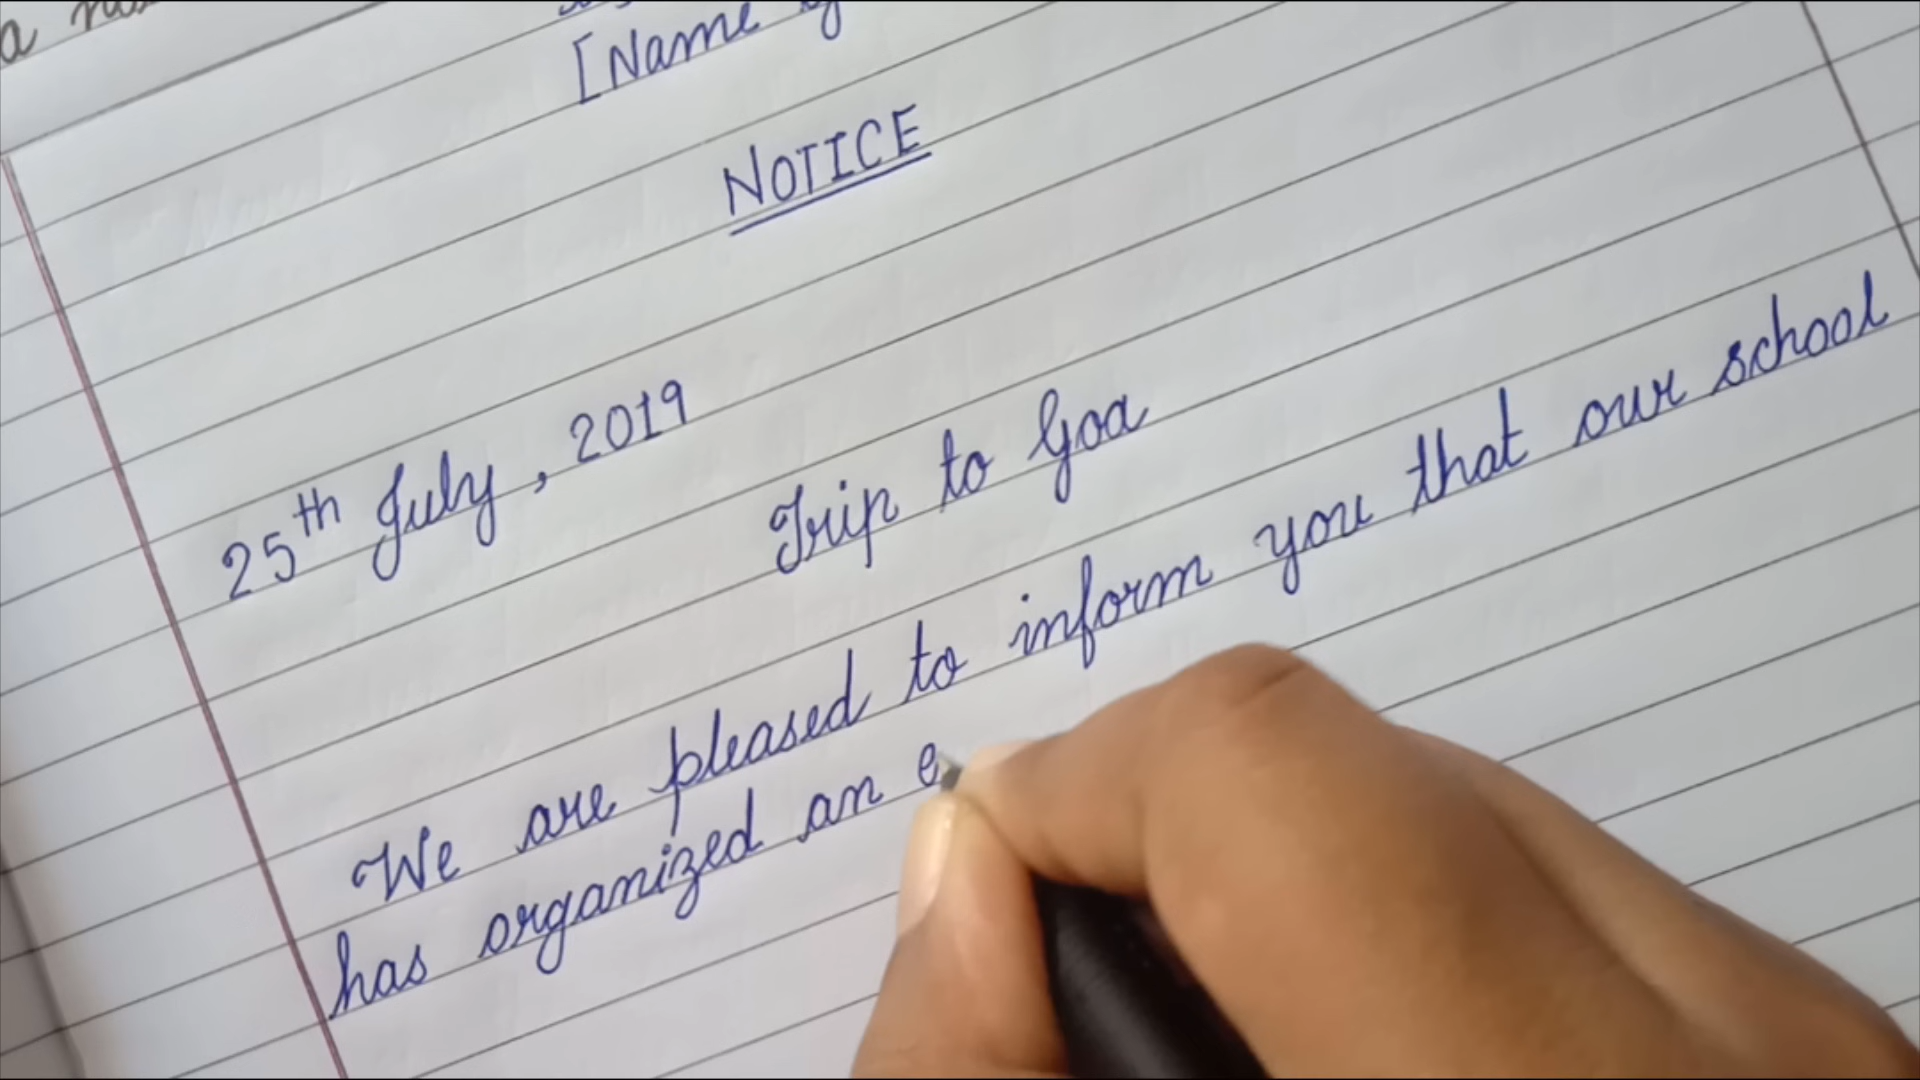 [Name
NOTICE
25th July, 2019
Trip to Goa
We are pleased to inform you that our school
has organized an e